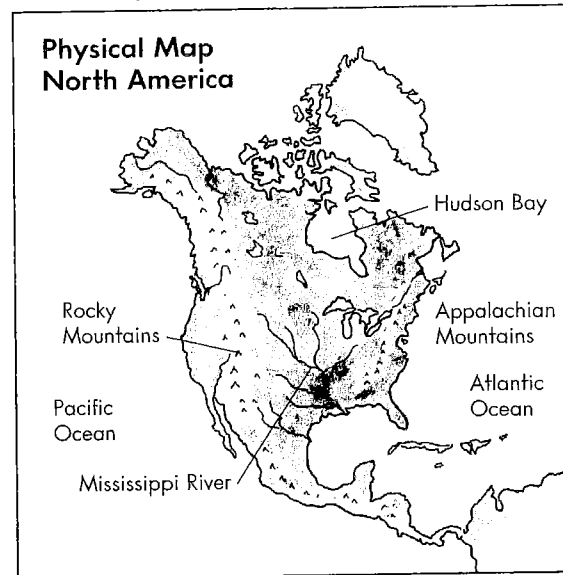 Physical Map
North America
Hudson Bay
Rocky
Mountains
Appalachian
Mountains
Atlantic
Ocean
Pacific
Ocean
Mississippi River